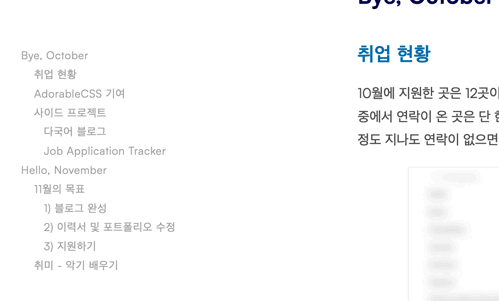 Bye, October
취업 현황
AdorableCSS 기여
사이드 프로젝트
다국어 블로그
Job Application Tracker
Hello, November
11월의 목표
1) 블로그 완성
2) 이력서 및 포트폴리오 수정
3) 지원하기
취미 - 악기 배우기
Bye, October
취업 현황
10월에 지원한 곳은 12곳이
중에서 연락이 온 곳은 단
정도 지나도 연락이 없으면